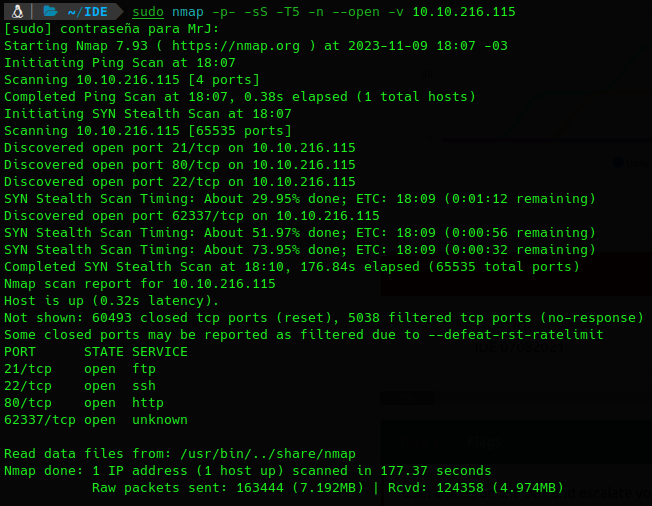 ~/IDE sudo nmap -p- -sS -T5 -n --open -v 10.10.216.115
[sudo] contraseña para MrJ:
Starting Nmap 7.93 ( https://nmap.org ) at 2023-11-09 18:07 -03
Initiating Ping Scan at 18:07
Scanning 10.10.216.115 [4 ports]
Completed Ping Scan at 18:07, 0.38s elapsed (1 total hosts)
Initiating SYN Stealth Scan at 18:07
Scanning 10.10.216.115 [65535 ports]
Discovered open port 21/tcp on 10.10.216.115
Discovered open port 80/tcp on 10.10.216.115
Discovered open port 22/tcp on 10.10.216.115
SYN Stealth Scan Timing: About 29.95% done; ETC: 18:09 (0:01:12 remaining)
Discovered open port 62337/tcp on 10.10.216.115
SYN Stealth Scan Timing: About 51.97% done; ETC: 18:09 (0:00:56 remaining)
SYN Stealth Scan Timing: About 73.95% done; ETC: 18:09 (0:00:32 remaining)
Completed SYN Stealth Scan at 18:10, 176.84s elapsed (65535 total ports)
Nmap scan report for 10.10.216.115
Host is up (0.32s latency).
Not shown: 60493 closed tcp ports (reset), 5038 filtered tcp ports (no-response)
Some closed ports may be reported as filtered due to --defeat-rst-ratelimit
PORT      STATE SERVICE
21/tcp    open  ftp
22/tcp    open  ssh
80/tcp    open  http
62337/tcp open  unknown
Read data files from: /usr/bin/../share/nmap
Nmap done: 1 IP address (1 host up) scanned in 177.37 seconds
Raw packets sent: 163444 (7.192MB) | Rcvd: 124358 (4.974MB)